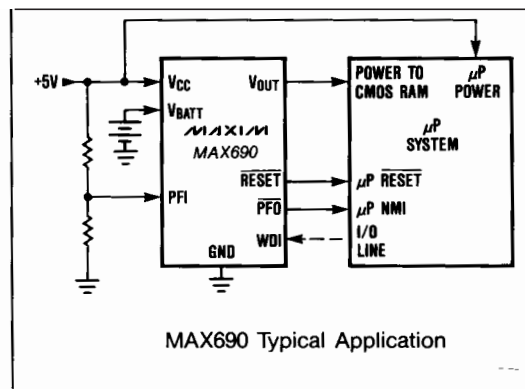 +5V
VCC
VBATT
VOUT
MAXIM
MAX690
RESET
PFI
PFO
WDI
GND
POWER TO
CMOS RAM
µP
POWER
µP
SYSTEM
µP RESET
µP NMI
I/O
LINE
MAX690 Typical Application